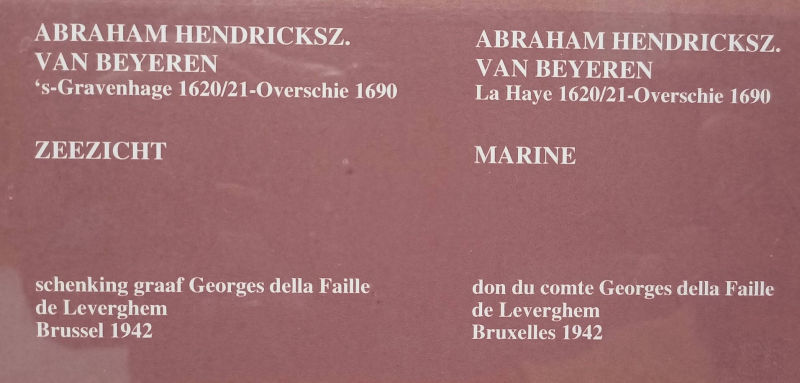 ABRAHAM HENDRICKSZ.
VAN BEYEREN
‘s-Gravenhage 1620/21-Overschie 1690
ZEEZICHT
schenking graaf Georges della Faille
de Leverghem
Brussel 1942
ABRAHAM HENDRICKSZ.
VAN BEYEREN
La Haye 1620/21-Overschie 1690
MARINE
don du comte Georges della Faille
de Leverghem
Bruxelles 1942